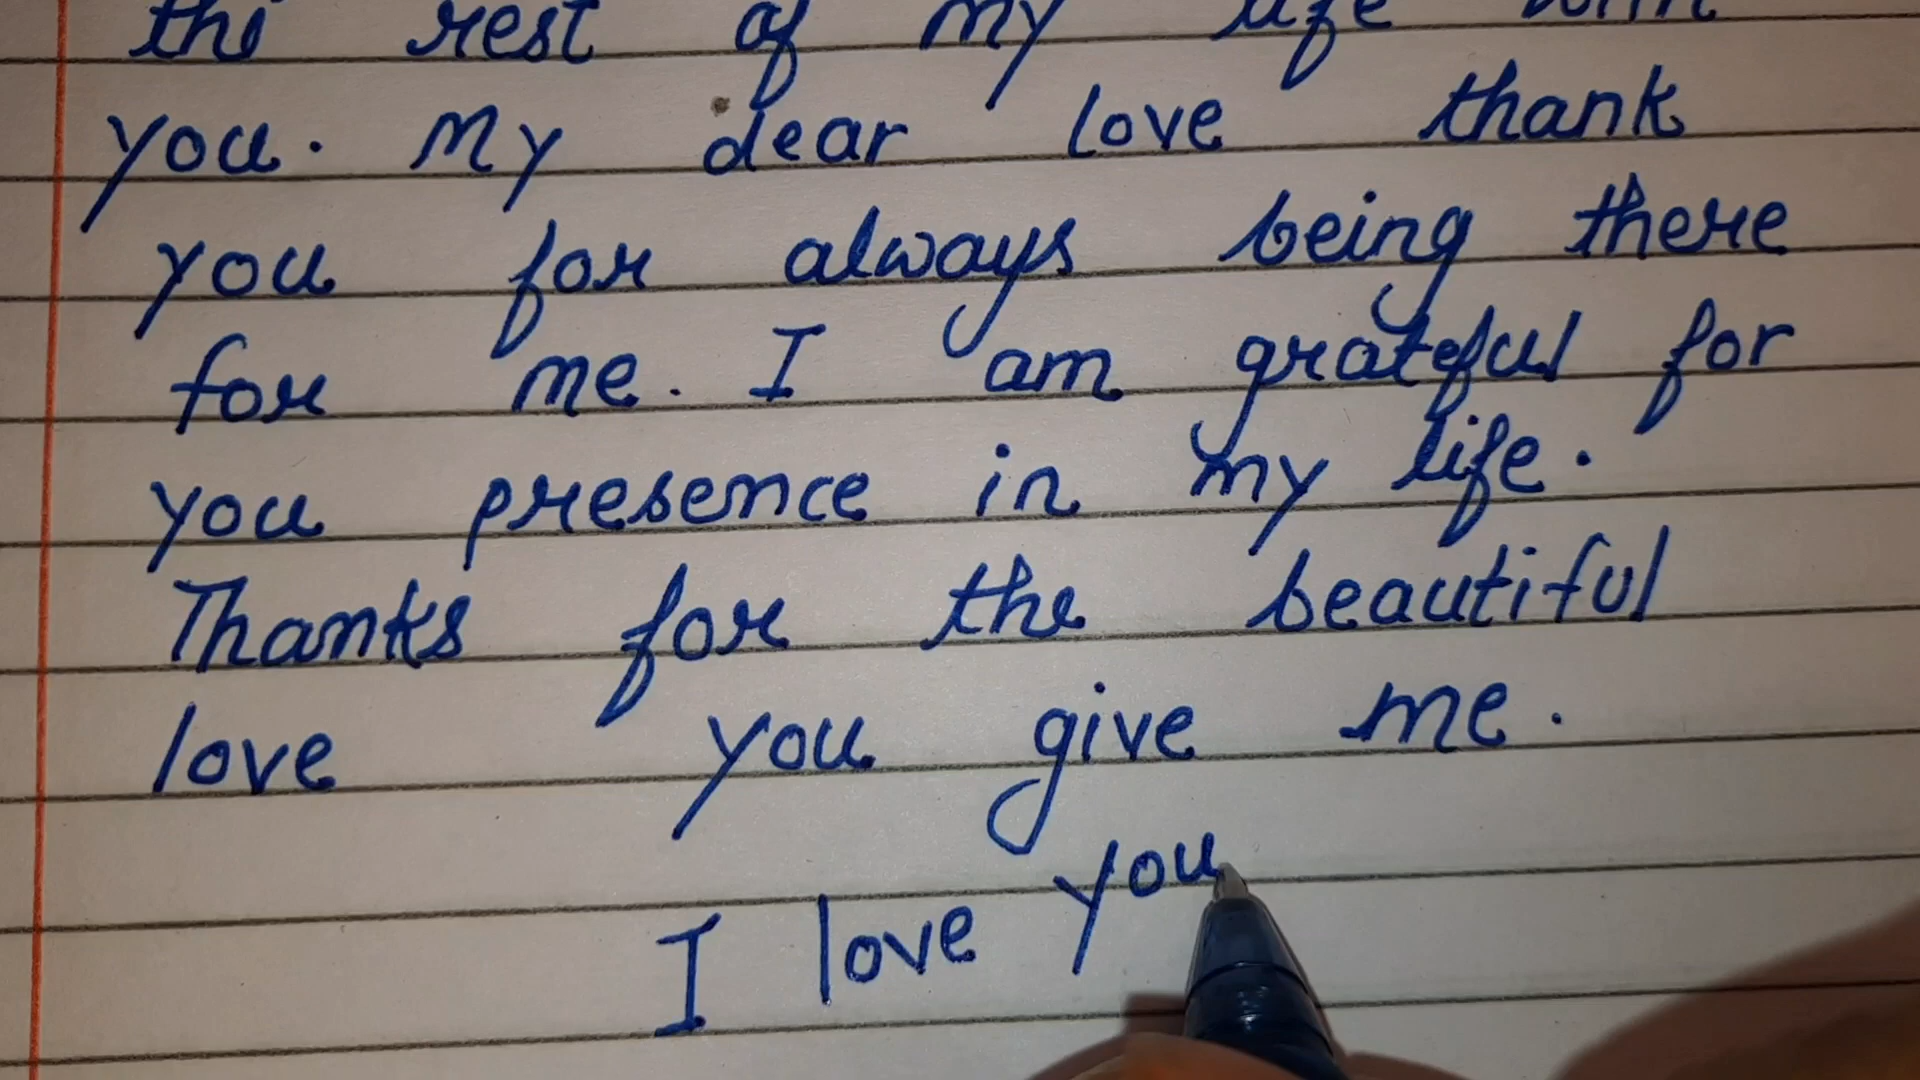 the rest of my life with
you. My dear love thank
you for always being there
for me. I am grateful for
you presence in my life.
Thanks for the beautiful
love you give me.
I love you